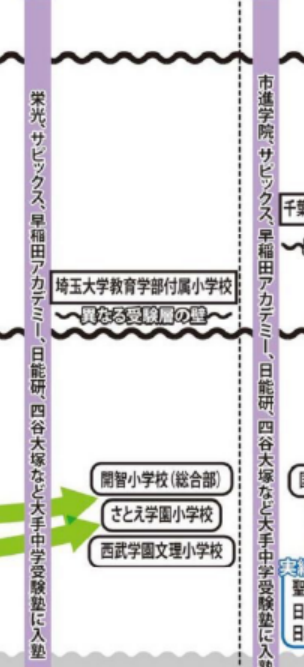 栄光、サピックス、早稲田アカデミー、日能研、四谷大塚など大手中学受験塾に入塾
埼玉大学教育学部付属小学校
～異なる受験層の壁～
開智小学校（総合部）
さとえ学園小学校
西武学園文理小学校
市進学院、サピックス、早稲田アカデミー、日能研、四谷大塚など大手中学受験塾に入塾
千葉
実績
聖
日
日